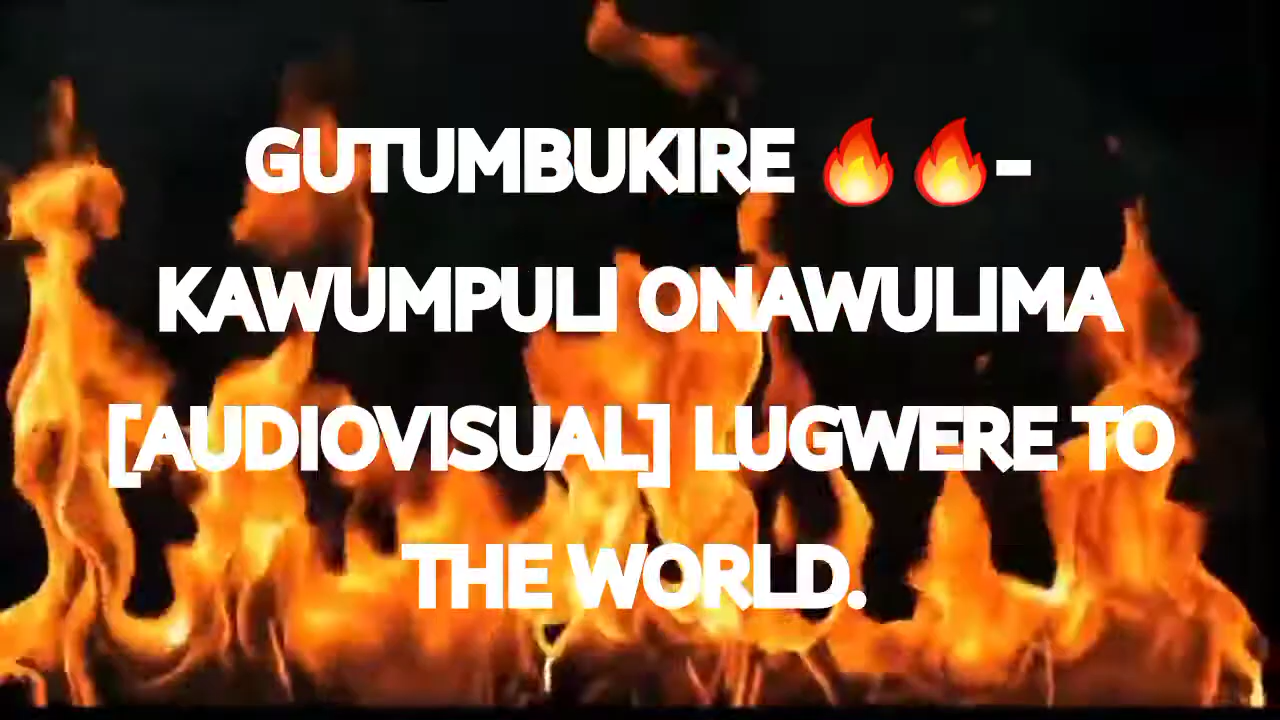 GUTUMBUKIRE 🔥🔥-
KAWUMPULI ONAWULIMA
[AUDIOVISUAL] LUGWERE TO
THE WORLD.